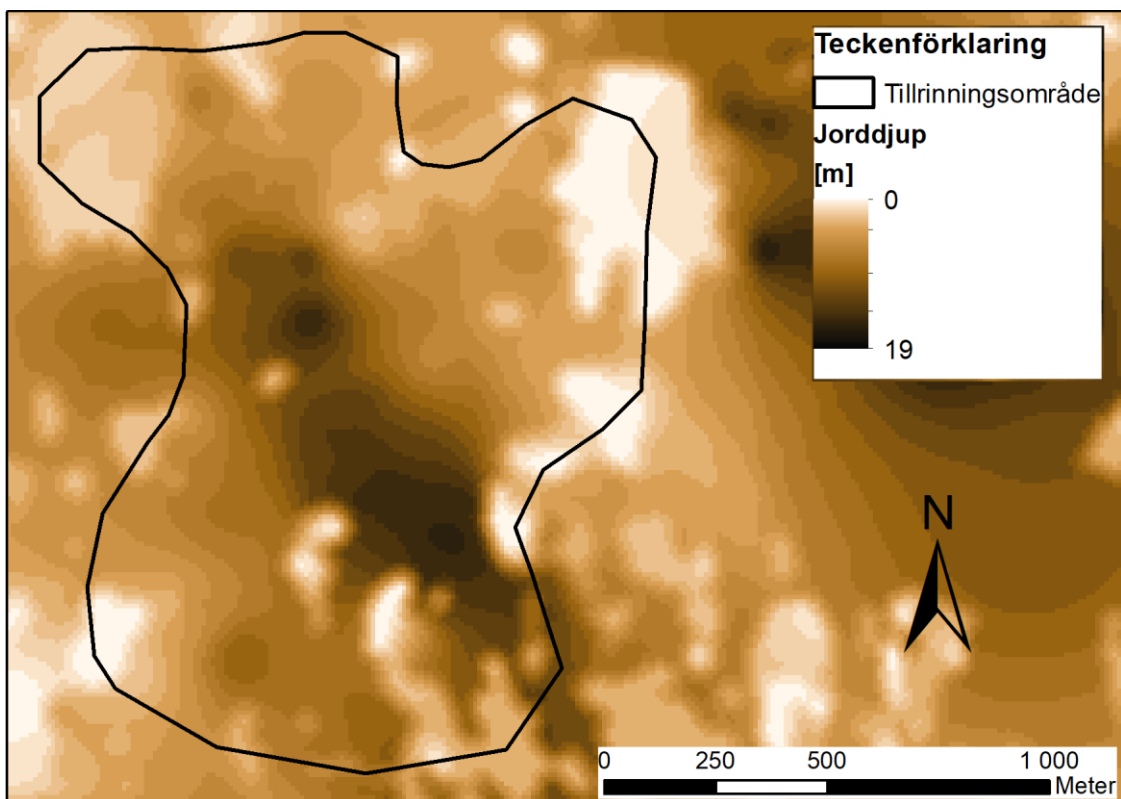 Teckenförklaring
Tillrinningsområde
Jorddjup
[m]
0
19
N
0 250 500 1 000
Meter